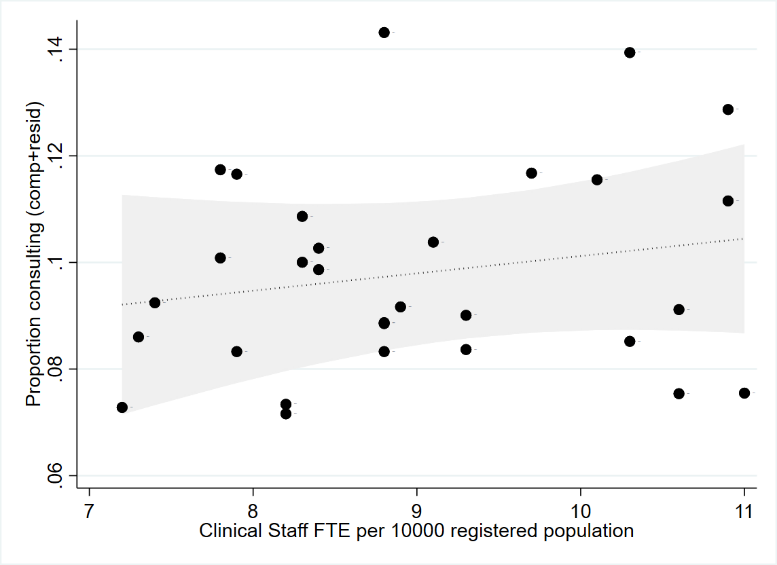 .14
.12
.1
.08
.06
Proportion consulting (comp+resid)
7 8 9 10 11
Clinical Staff FTE per 10000 registered population